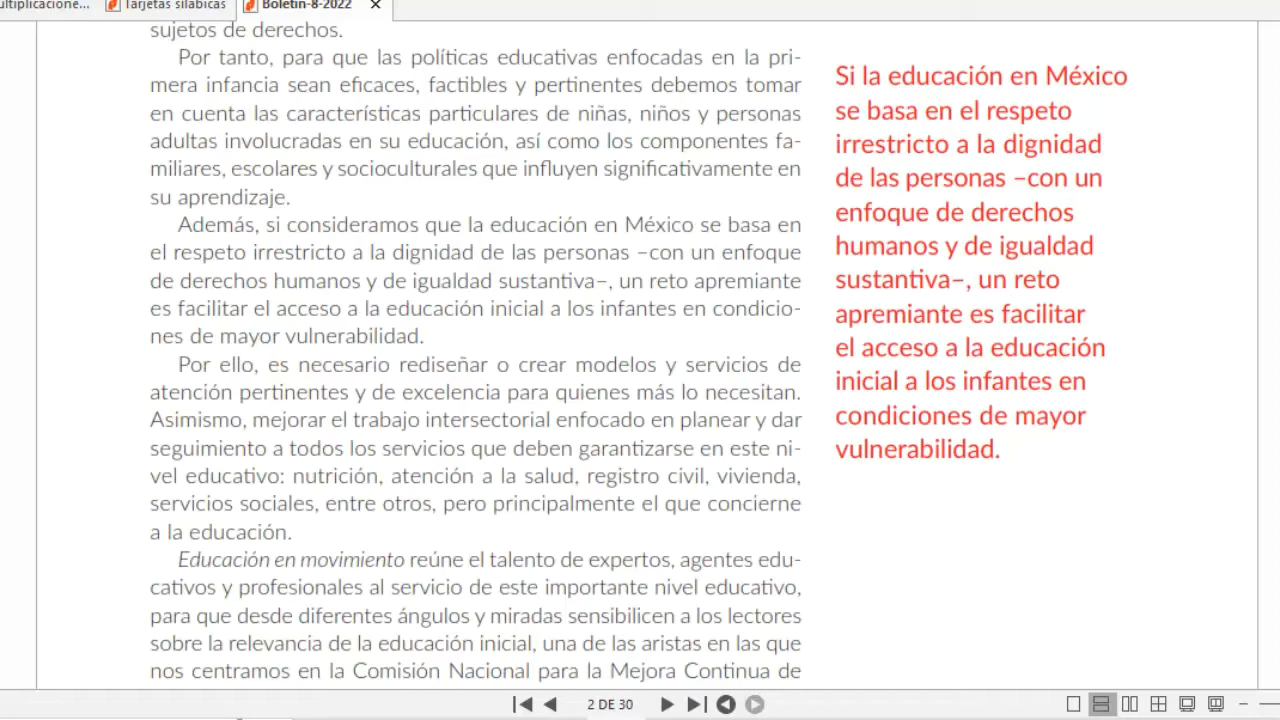 ultiplicacione...
Tarjetas silabicas
Boletin-8-2022
sujetos de derechos.
Por tanto, para que las políticas educativas enfocadas en la pri-
mera infancia sean eficaces, factibles y pertinentes debemos tomar
en cuenta las características particulares de niñas, niños y personas
adultas involucradas en su educación, así como los componentes fa-
miliares, escolares y socioculturales que influyen significativamente en
su aprendizaje.
Además, si consideramos que la educación en México se basa en
el respeto irrestricto a la dignidad de las personas –con un enfoque
de derechos humanos y de igualdad sustantiva–, un reto apremiante
es facilitar el acceso a la educación inicial a los infantes en condicio-
nes de mayor vulnerabilidad.
Por ello, es necesario rediseñar o crear modelos y servicios de
atención pertinentes y de excelencia para quienes más lo necesitan.
Asimismo, mejorar el trabajo intersectorial enfocado en planear y dar
seguimiento a todos los servicios que deben garantizarse en este ni-
vel educativo: nutrición, atención a la salud, registro civil, vivienda,
servicios sociales, entre otros, pero principalmente el que concierne
a la educación.
Educación en movimiento reúne el talento de expertos, agentes edu-
cativos y profesionales al servicio de este importante nivel educativo,
para que desde diferentes ángulos y miradas sensibilicen a los lectores
sobre la relevancia de la educación inicial, una de las aristas en las que
nos centramos en la Comisión Nacional para la Mejora Continua de
Si la educación en México
se basa en el respeto
irrestricto a la dignidad
de las personas –con un
enfoque de derechos
humanos y de igualdad
sustantiva–, un reto
apremiante es facilitar
el acceso a la educación
inicial a los infantes en
condiciones de mayor
vulnerabilidad.
2 DE 30